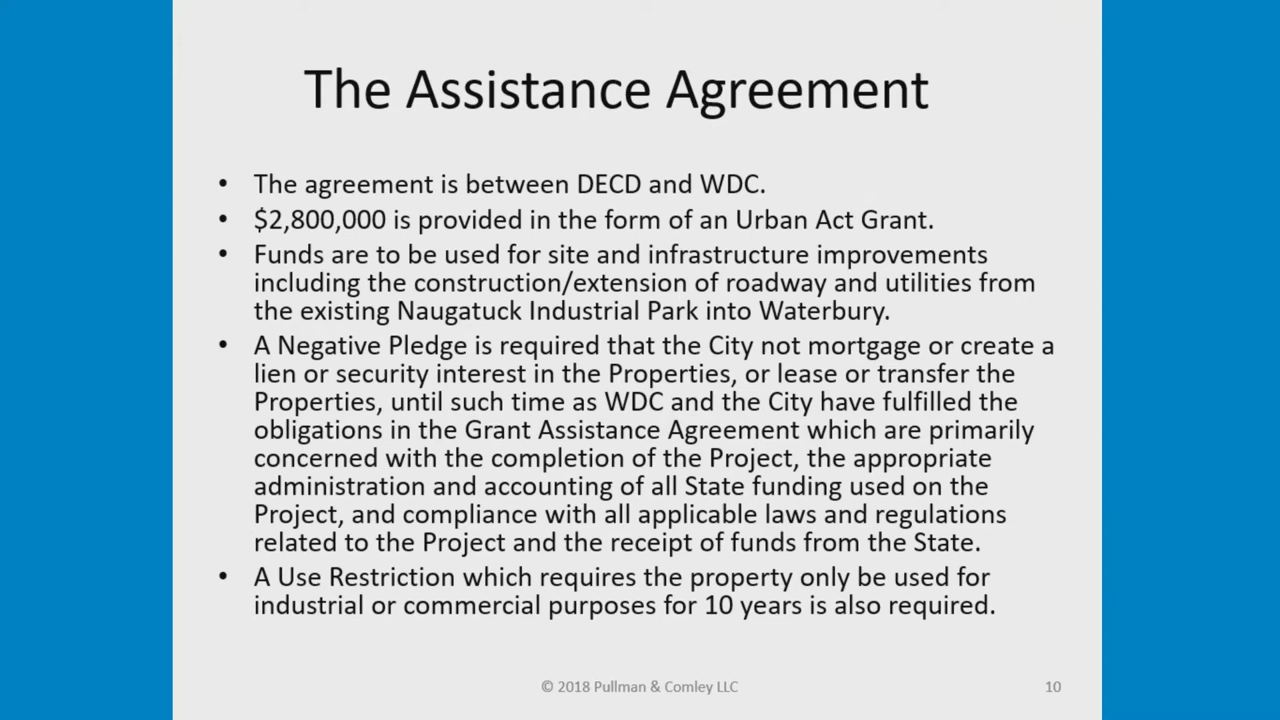 The Assistance Agreement
• The agreement is between DECD and WDC.
• $2,800,000 is provided in the form of an Urban Act Grant.
• Funds are to be used for site and infrastructure improvements
including the construction/extension of roadway and utilities from
the existing Naugatuck Industrial Park into Waterbury.
• A Negative Pledge is required that the City not mortgage or create a
lien or security interest in the Properties, or lease or transfer the
Properties, until such time as WDC and the City have fulfilled the
obligations in the Grant Assistance Agreement which are primarily
concerned with the completion of the Project, the appropriate
administration and accounting of all State funding used on the
Project, and compliance with all applicable laws and regulations
related to the Project and the receipt of funds from the State.
• A Use Restriction which requires the property only be used for
industrial or commercial purposes for 10 years is also required.
© 2018 Pullman & Comley LLC
10